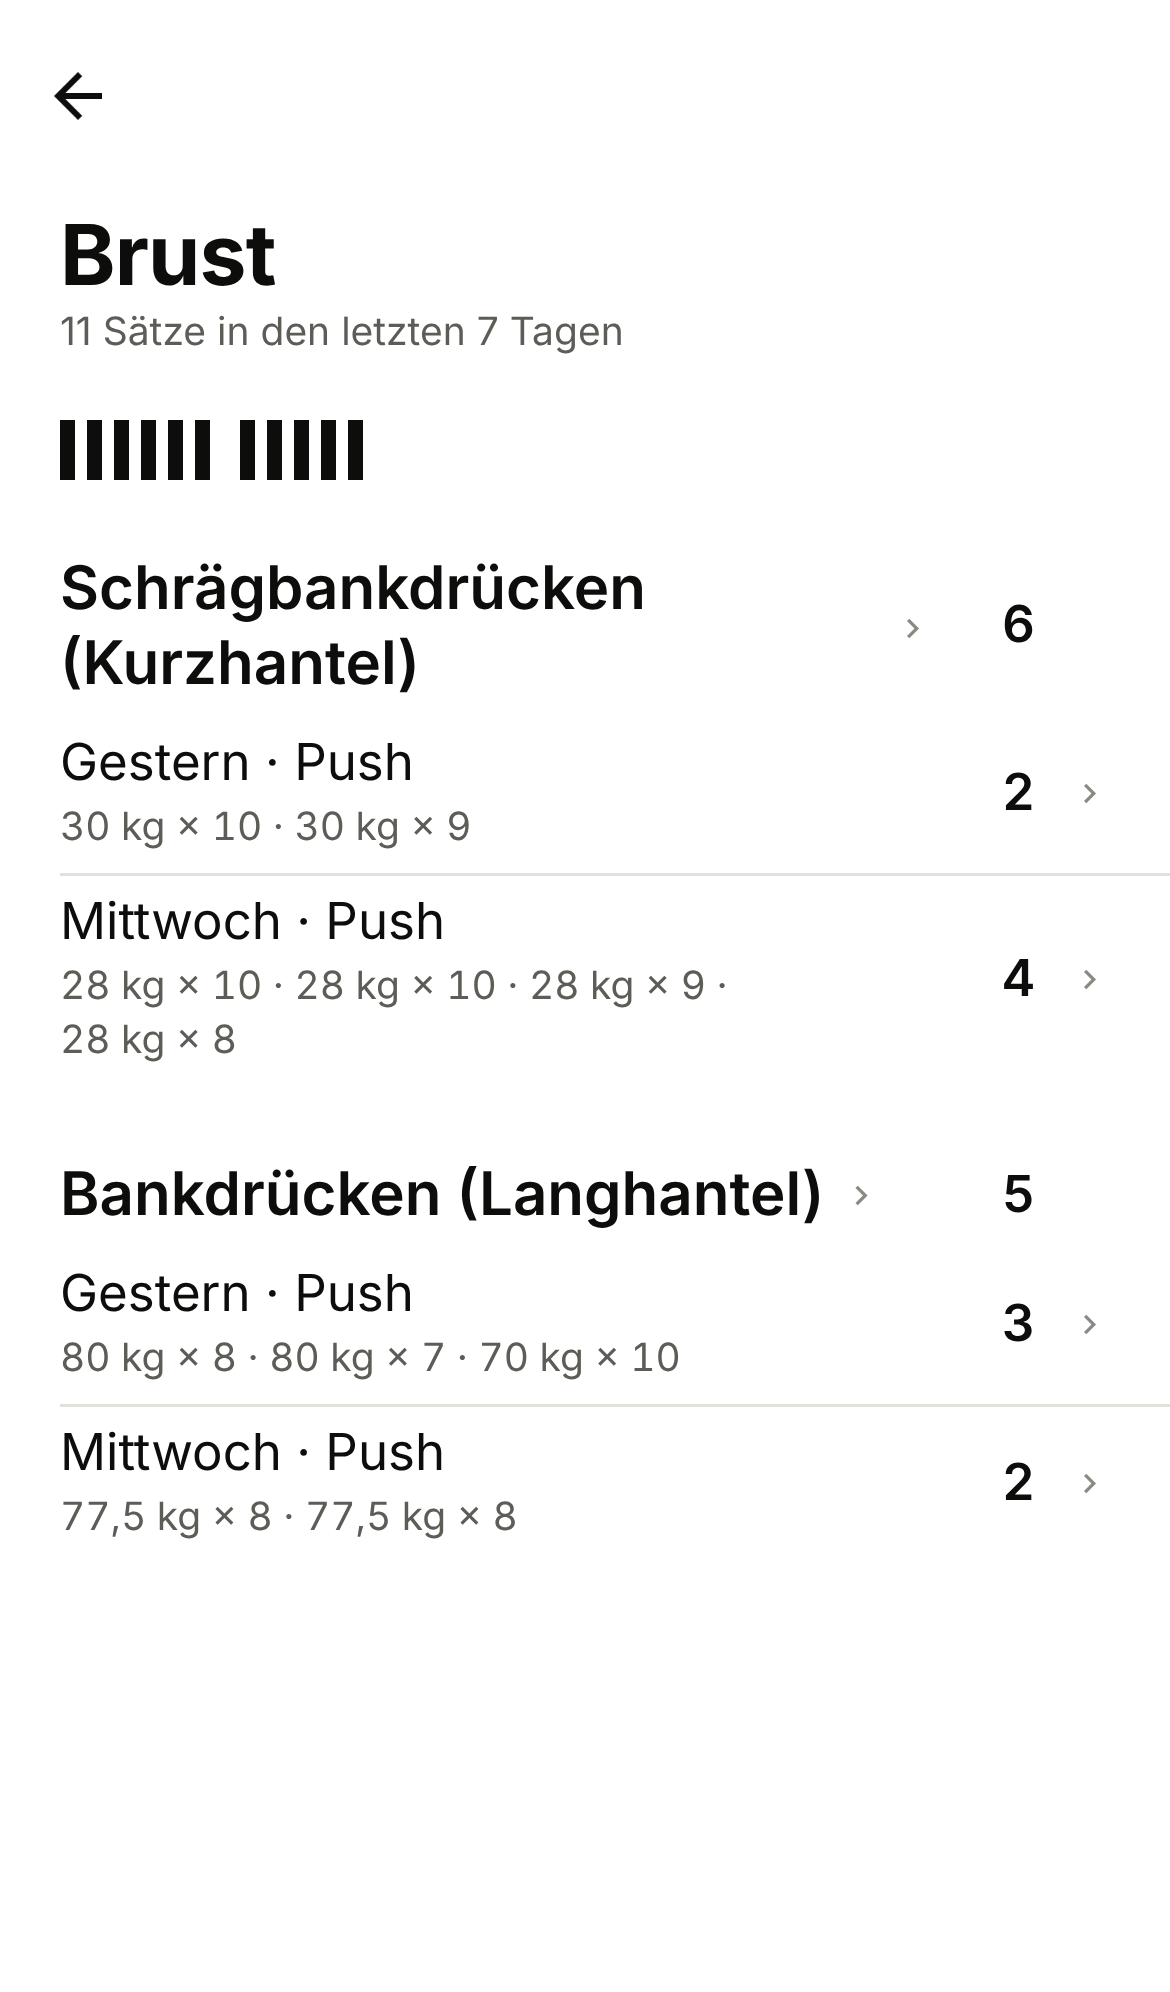 Brust
11 Sätze in den letzten 7 Tagen
Schrägbankdrücken
(Kurzhantel)
6
Gestern · Push
30 kg × 10 · 30 kg × 9
2
Mittwoch · Push
28 kg × 10 · 28 kg × 10 · 28 kg × 9 ·
28 kg × 8
4
Bankdrücken (Langhantel)
5
Gestern · Push
80 kg × 8 · 80 kg × 7 · 70 kg × 10
3
Mittwoch · Push
77,5 kg × 8 · 77,5 kg × 8
2